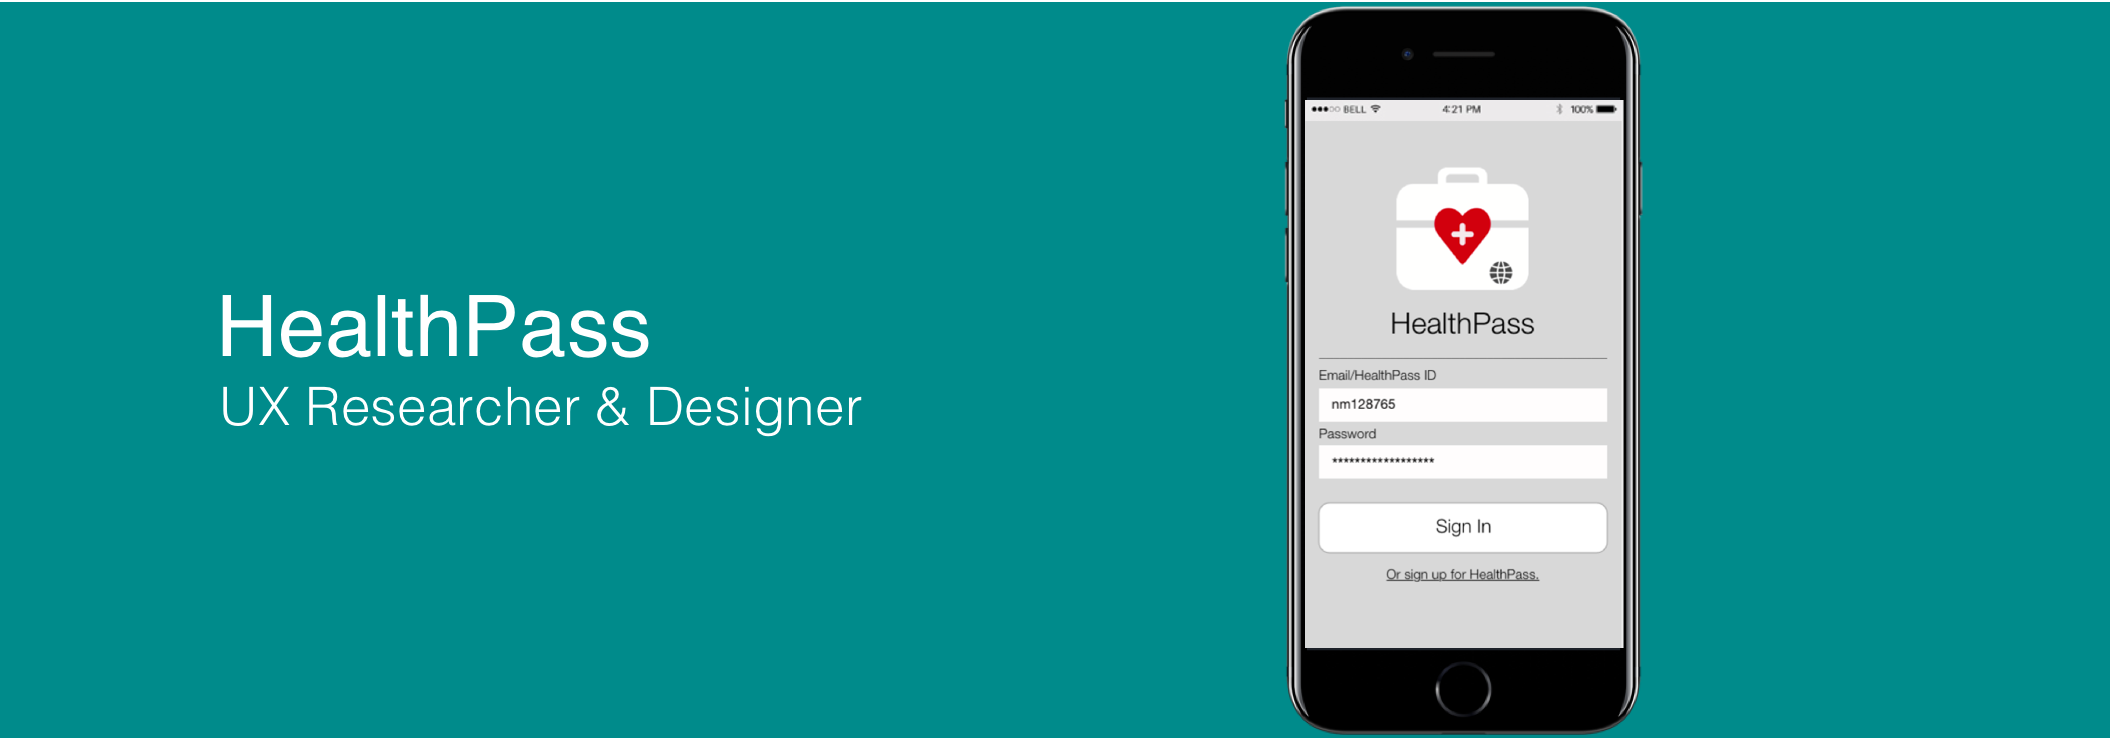 HealthPass
UX Researcher & Designer
BELL 4:21 PM 100%
HealthPass
Email/HealthPass ID
nm128765
Password
******************
Sign In
Or sign up for HealthPass.